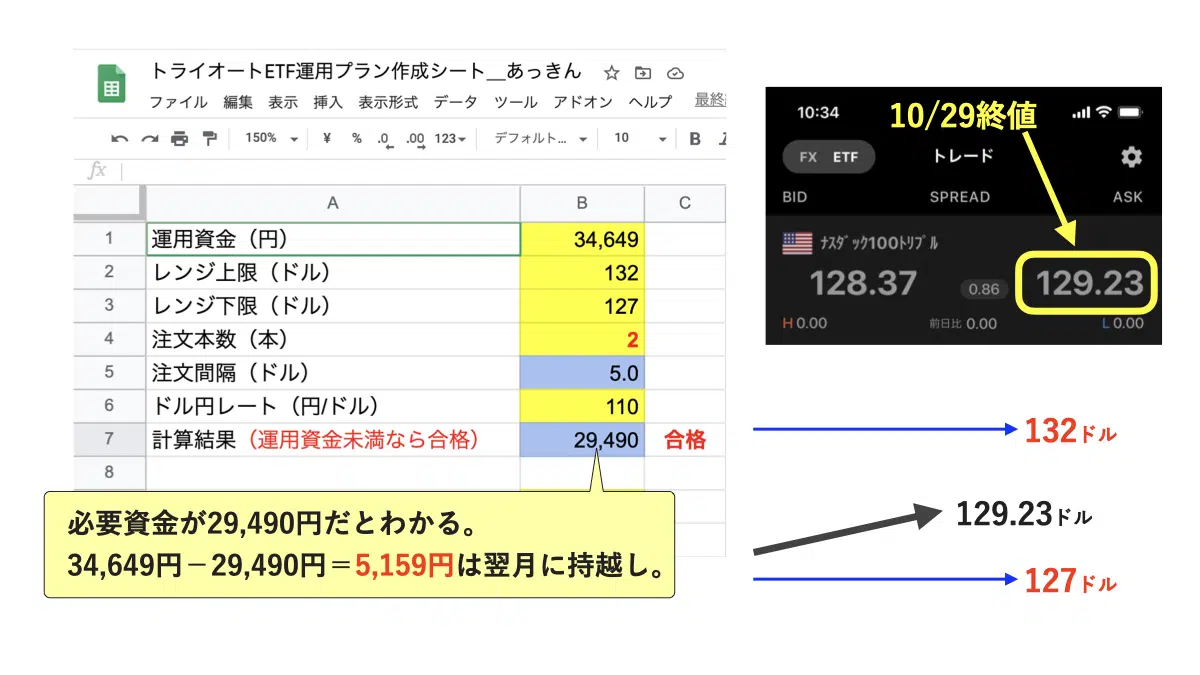 トライオートETF運用プラン作成シート__あっきん
ファイル 編集 表示 挿入 表示形式 データ ツール アドオン ヘルプ 最終
150% ¥ % .0 .00 123 デフォルト... 10 B
fx
A B C
1 運用資金（円） 34,649
2 レンジ上限（ドル） 132
3 レンジ下限（ドル） 127
4 注文本数（本） 2
5 注文間隔（ドル） 5.0
6 ドル円レート（円/ドル） 110
7 計算結果（運用資金未満なら合格） 29,490 合格
8
必要資金が29,490円だとわかる。
34,649円－29,490円＝5,159円は翌月に持越し。
10:34
10/29終値
FX ETF トレード
BID SPREAD ASK
ﾅｽﾀﾞｯｸ100ﾄﾘﾌﾟﾙ
128.37 0.86 129.23
H 0.00 前日比 0.00 L 0.00
132ドル
129.23ドル
127ドル